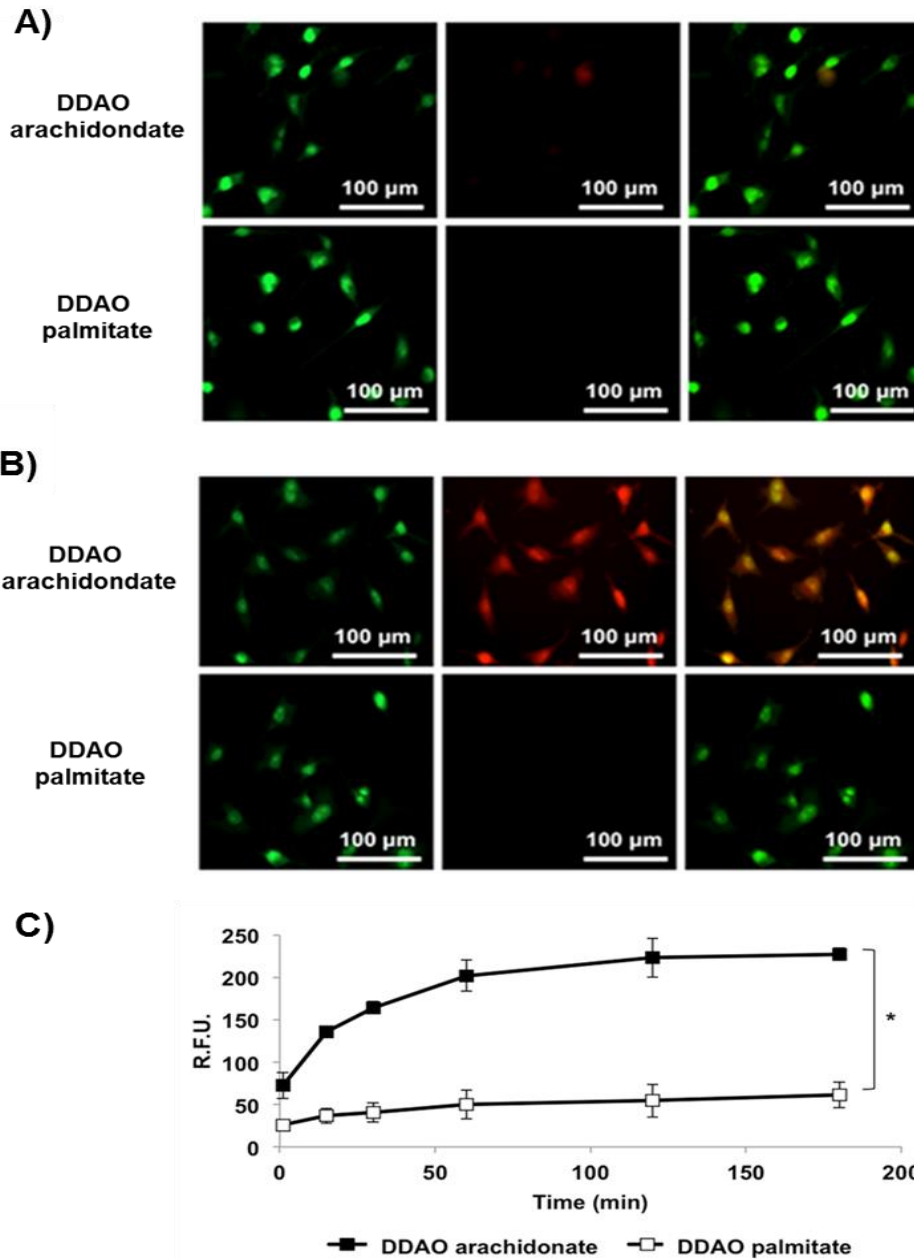 A)
DDAO
arachidondate
100 µm 100 µm 100 µm
DDAO
palmitate
100 µm 100 µm 100 µm
B)
DDAO
arachidondate
100 µm 100 µm 100 µm
DDAO
palmitate
100 µm 100 µm 100 µm
C)
250
200
150
100
50
0
R.F.U.
*
0 50 100 150 200
Time (min)
DDAO arachidonate DDAO palmitate